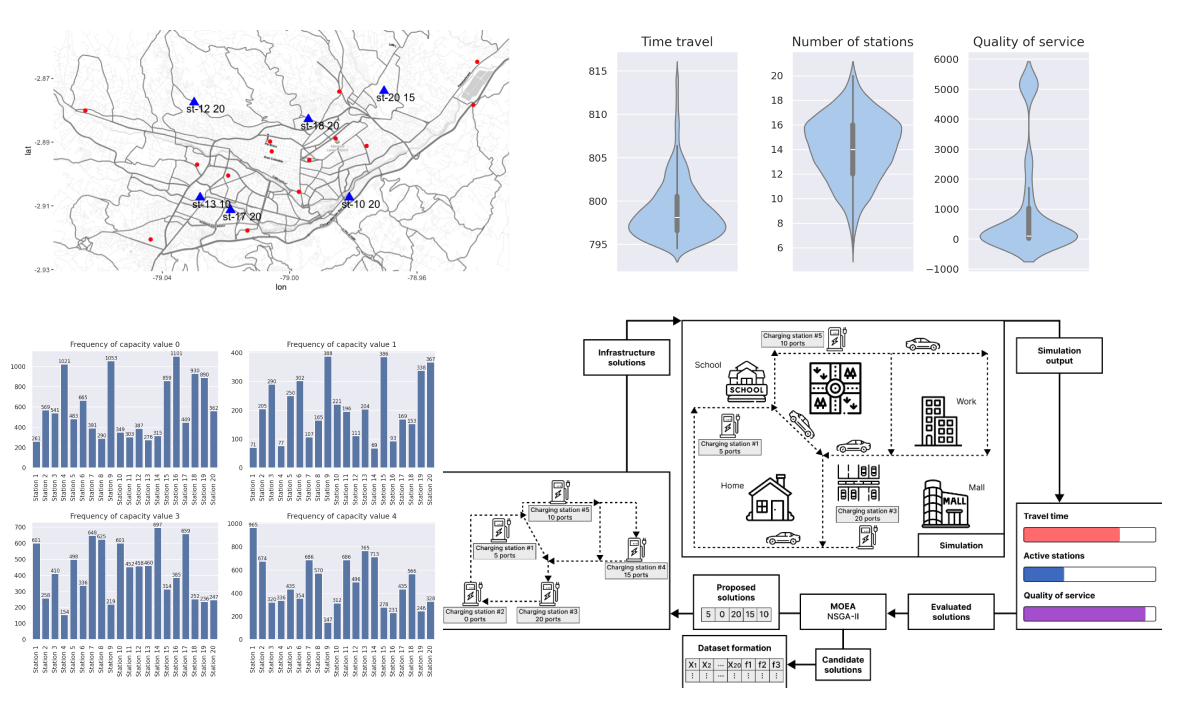 -2.87
-2.89
-2.91
-2.93
lat
-79.04
-79.00
-78.96
lon
st-12 20
st-20 15
st-18 20
st-13 10
st-17 20
st-10 20
Time travel
815
810
805
800
795
Number of stations
20
18
16
14
12
10
8
6
Quality of service
6000
5000
4000
3000
2000
1000
0
−1000
Frequency of capacity value 0
1000
800
600
400
200
0
261
569
541
1021
483
665
391
290
1053
349
303
387
276
315
859
1101
449
930
890
562
Station 1
Station 2
Station 3
Station 4
Station 5
Station 6
Station 7
Station 8
Station 9
Station 10
Station 11
Station 12
Station 13
Station 14
Station 15
Station 16
Station 17
Station 18
Station 19
Station 20
Frequency of capacity value 1
400
300
200
100
0
71
205
290
77
250
302
107
165
388
221
196
111
204
69
386
93
169
153
338
367
Station 1
Station 2
Station 3
Station 4
Station 5
Station 6
Station 7
Station 8
Station 9
Station 10
Station 11
Station 12
Station 13
Station 14
Station 15
Station 16
Station 17
Station 18
Station 19
Station 20
Frequency of capacity value 3
700
600
500
400
300
200
100
0
601
258
410
154
498
336
649
625
219
601
452
458
460
697
314
385
659
252
236
247
Station 1
Station 2
Station 3
Station 4
Station 5
Station 6
Station 7
Station 8
Station 9
Station 10
Station 11
Station 12
Station 13
Station 14
Station 15
Station 16
Station 17
Station 18
Station 19
Station 20
Frequency of capacity value 4
1000
800
600
400
200
0
965
674
320
336
435
354
686
570
147
312
686
496
765
713
278
231
435
566
246
328
Station 1
Station 2
Station 3
Station 4
Station 5
Station 6
Station 7
Station 8
Station 9
Station 10
Station 11
Station 12
Station 13
Station 14
Station 15
Station 16
Station 17
Station 18
Station 19
Station 20
Infrastructure
solutions
Charging station #5
10 ports
School
SCHOOL
Charging station #1
5 ports
Work
Home
Charging station #3
20 ports
Mall
MALL
Simulation
Simulation
output
Charging station #5
10 ports
Charging station #1
5 ports
Charging station #4
15 ports
Charging station #2
0 ports
Charging station #3
20 ports
Travel time
Active stations
Quality of service
Proposed
solutions
5 0 20 15 10
MOEA
NSGA-II
Evaluated
solutions
Dataset formation
X1 X2 ... X20 f1 f2 f3
Candidate
solutions